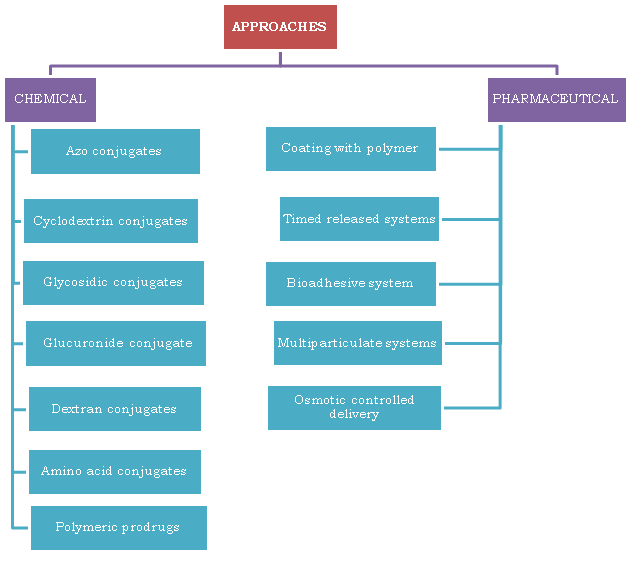 APPROACHES
CHEMICAL
PHARMACEUTICAL
Azo conjugates
Cyclodextrin conjugates
Glycosidic conjugates
Glucuronide conjugate
Dextran conjugates
Amino acid conjugates
Polymeric prodrugs
Coating with polymer
Timed released systems
Bioadhesive system
Multiparticulate systems
Osmotic controlled
delivery